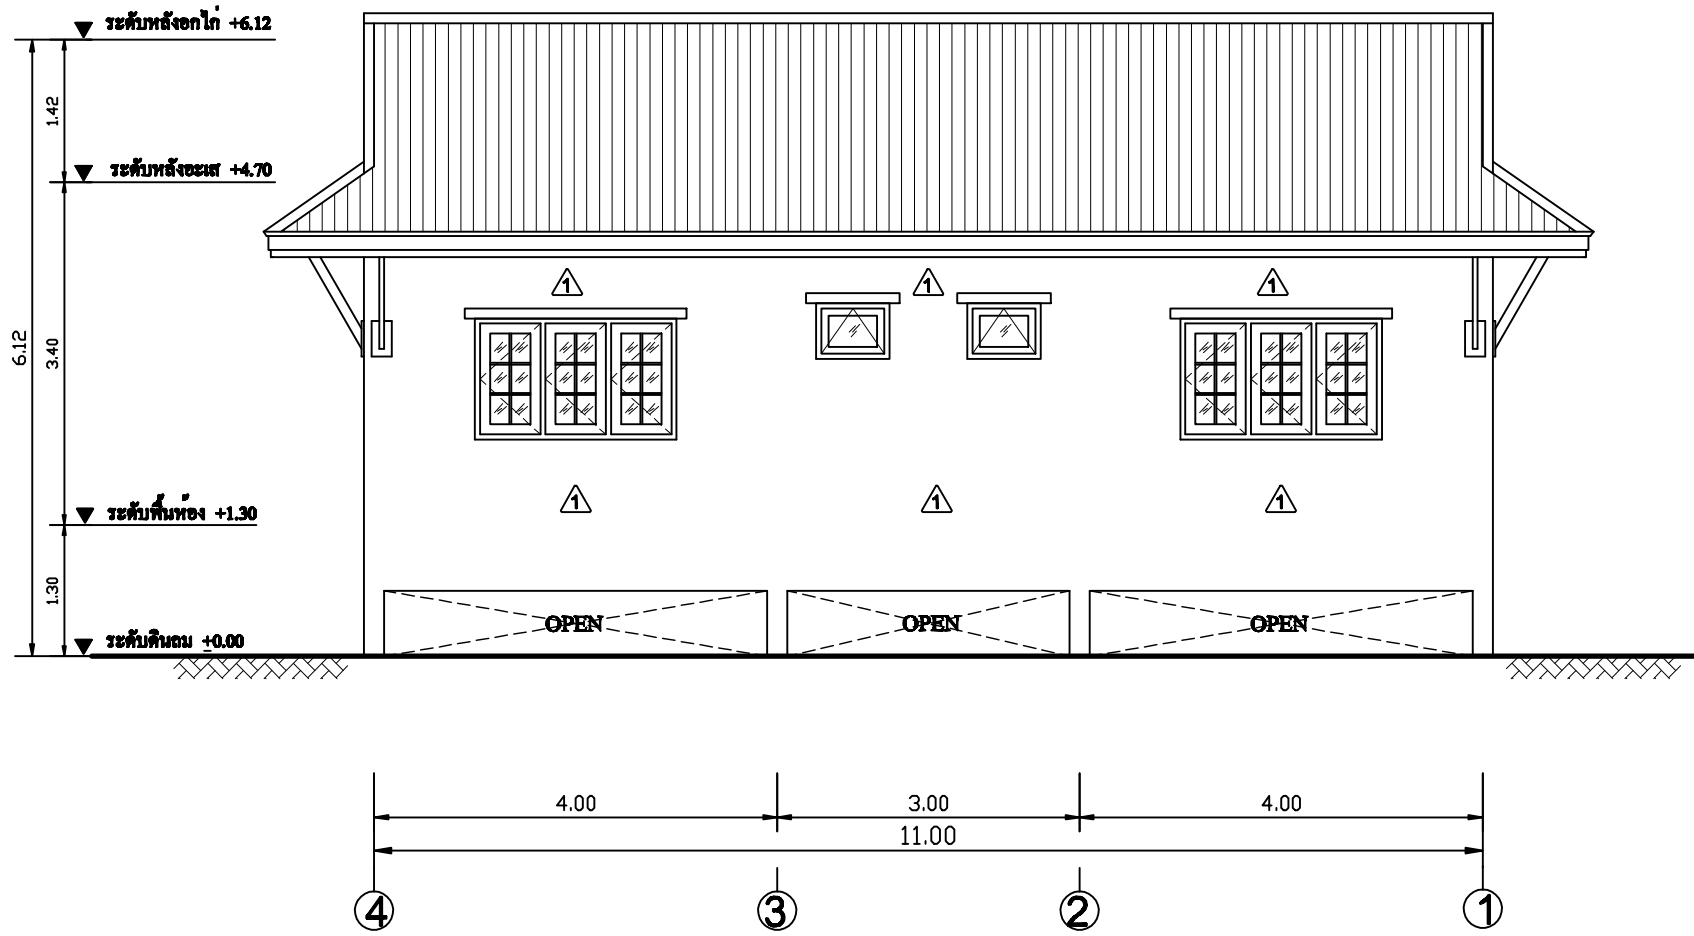 ระดับหลังอกไก่ +6.12
1.42
ระดับหลังอะเส +4.70
6.12
3.40
1 1 1
1 1 1
ระดับพื้นห้อง +1.30
1.30
OPEN OPEN OPEN
ระดับดินถม ±0.00
4.00 3.00 4.00
11.00
4 3 2 1